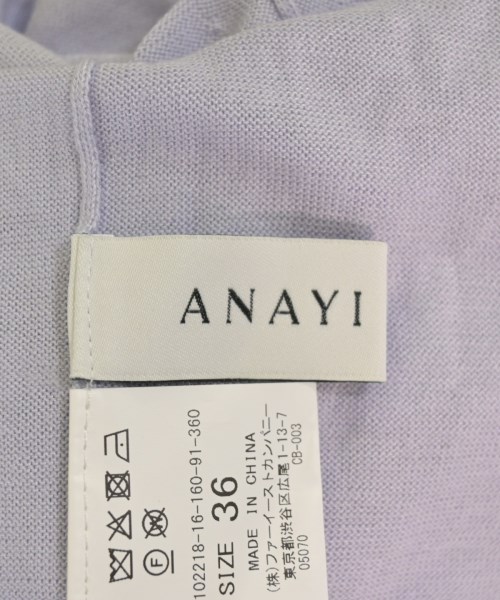 ANAYI
102218-16-160-91-360
SIZE 36
MADE IN CHINA
(株)ファーイーストカンパニー
東京都渋谷区広尾1-13-7
CB-003
05070
F
W